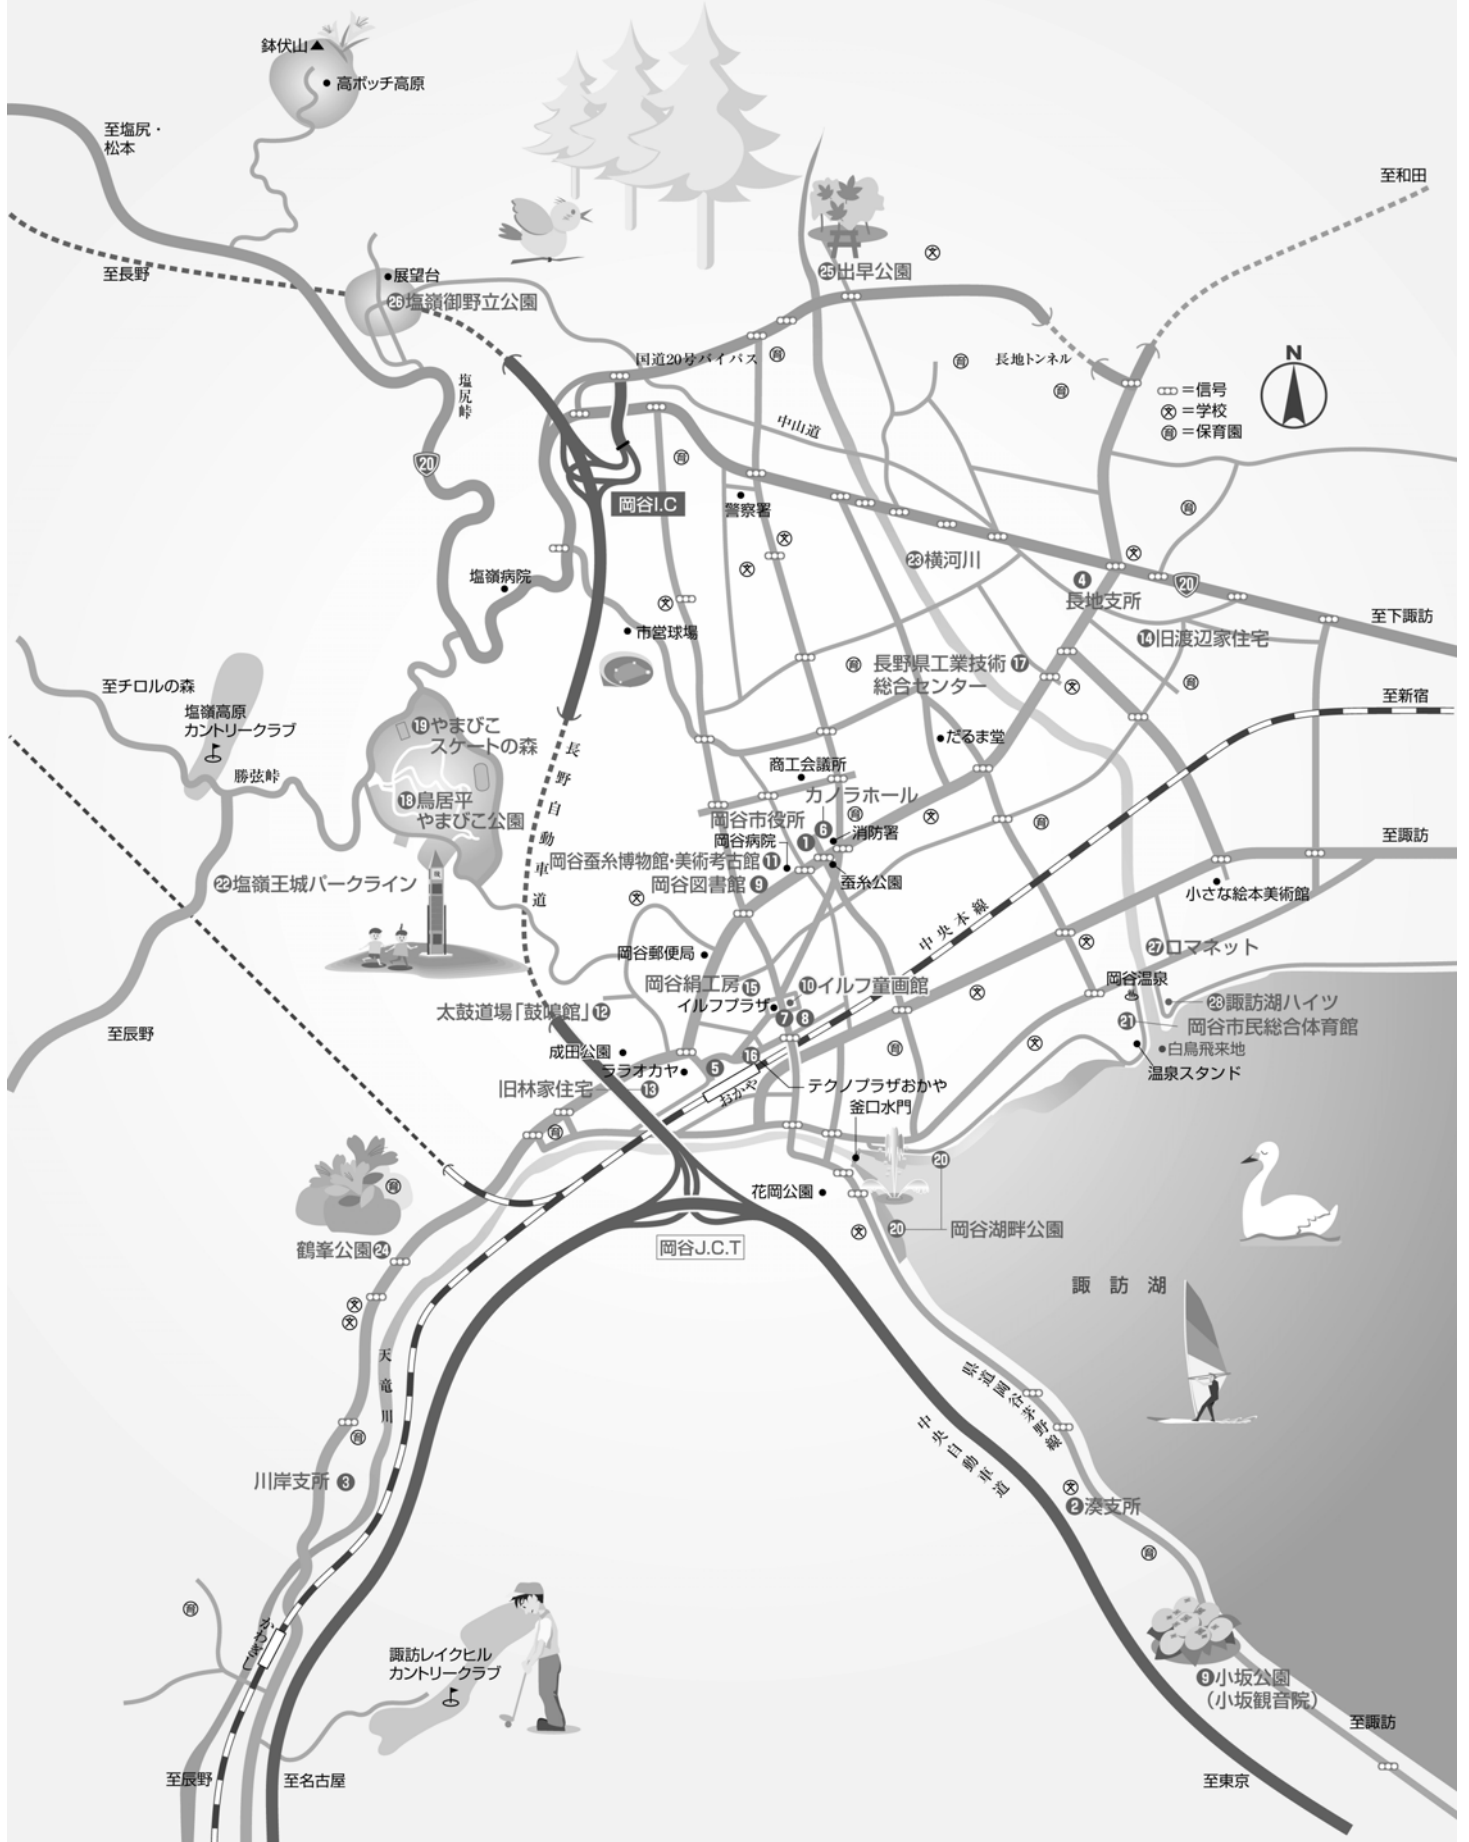 鉢伏山
高ボッチ高原
至塩尻・
松本
至和田
至長野
展望台
26塩嶺御野立公園
25出早公園
国道20号バイパス
長地トンネル
N
=信号
文=学校
育=保育園
塩尻峠
中山道
20
岡谷I.C
警察署
23横河川
4
長地支所
20
至下諏訪
塩嶺病院
市営球場
14旧渡辺家住宅
長野県工業技術17
総合センター
至チロルの森
塩嶺高原
カントリークラブ
至新宿
19やまびこ
スケートの森
長野自動車道
だるま堂
勝弦峠
商工会議所
カノラホール
18鳥居平
やまびこ公園
岡谷市役所
6
消防署
1
岡谷病院
至諏訪
岡谷蚕糸博物館・美術考古館11
22塩嶺王城パークライン
岡谷図書館9
蚕糸公園
小さな絵本美術館
中央本線
27ロマネット
岡谷郵便局
岡谷絹工房15
10イルフ童画館
岡谷温泉
イルフプラザ
28諏訪湖ハイツ
太鼓道場「鼓鳴館」12
7 8
21
岡谷市民総合体育館
至辰野
成田公園
白鳥飛来地
16
ララオカヤ
5
温泉スタンド
旧林家住宅13
おかや
テクノプラザおかや
釜口水門
20
花岡公園
20
岡谷湖畔公園
鶴峯公園24
岡谷J.C.T
諏訪湖
天竜川
県道岡谷茅野線
中央自動車道
川岸支所3
2湊支所
かわぎし
諏訪レイクヒル
カントリークラブ
9小坂公園
(小坂観音院)
至諏訪
至辰野
至名古屋
至東京